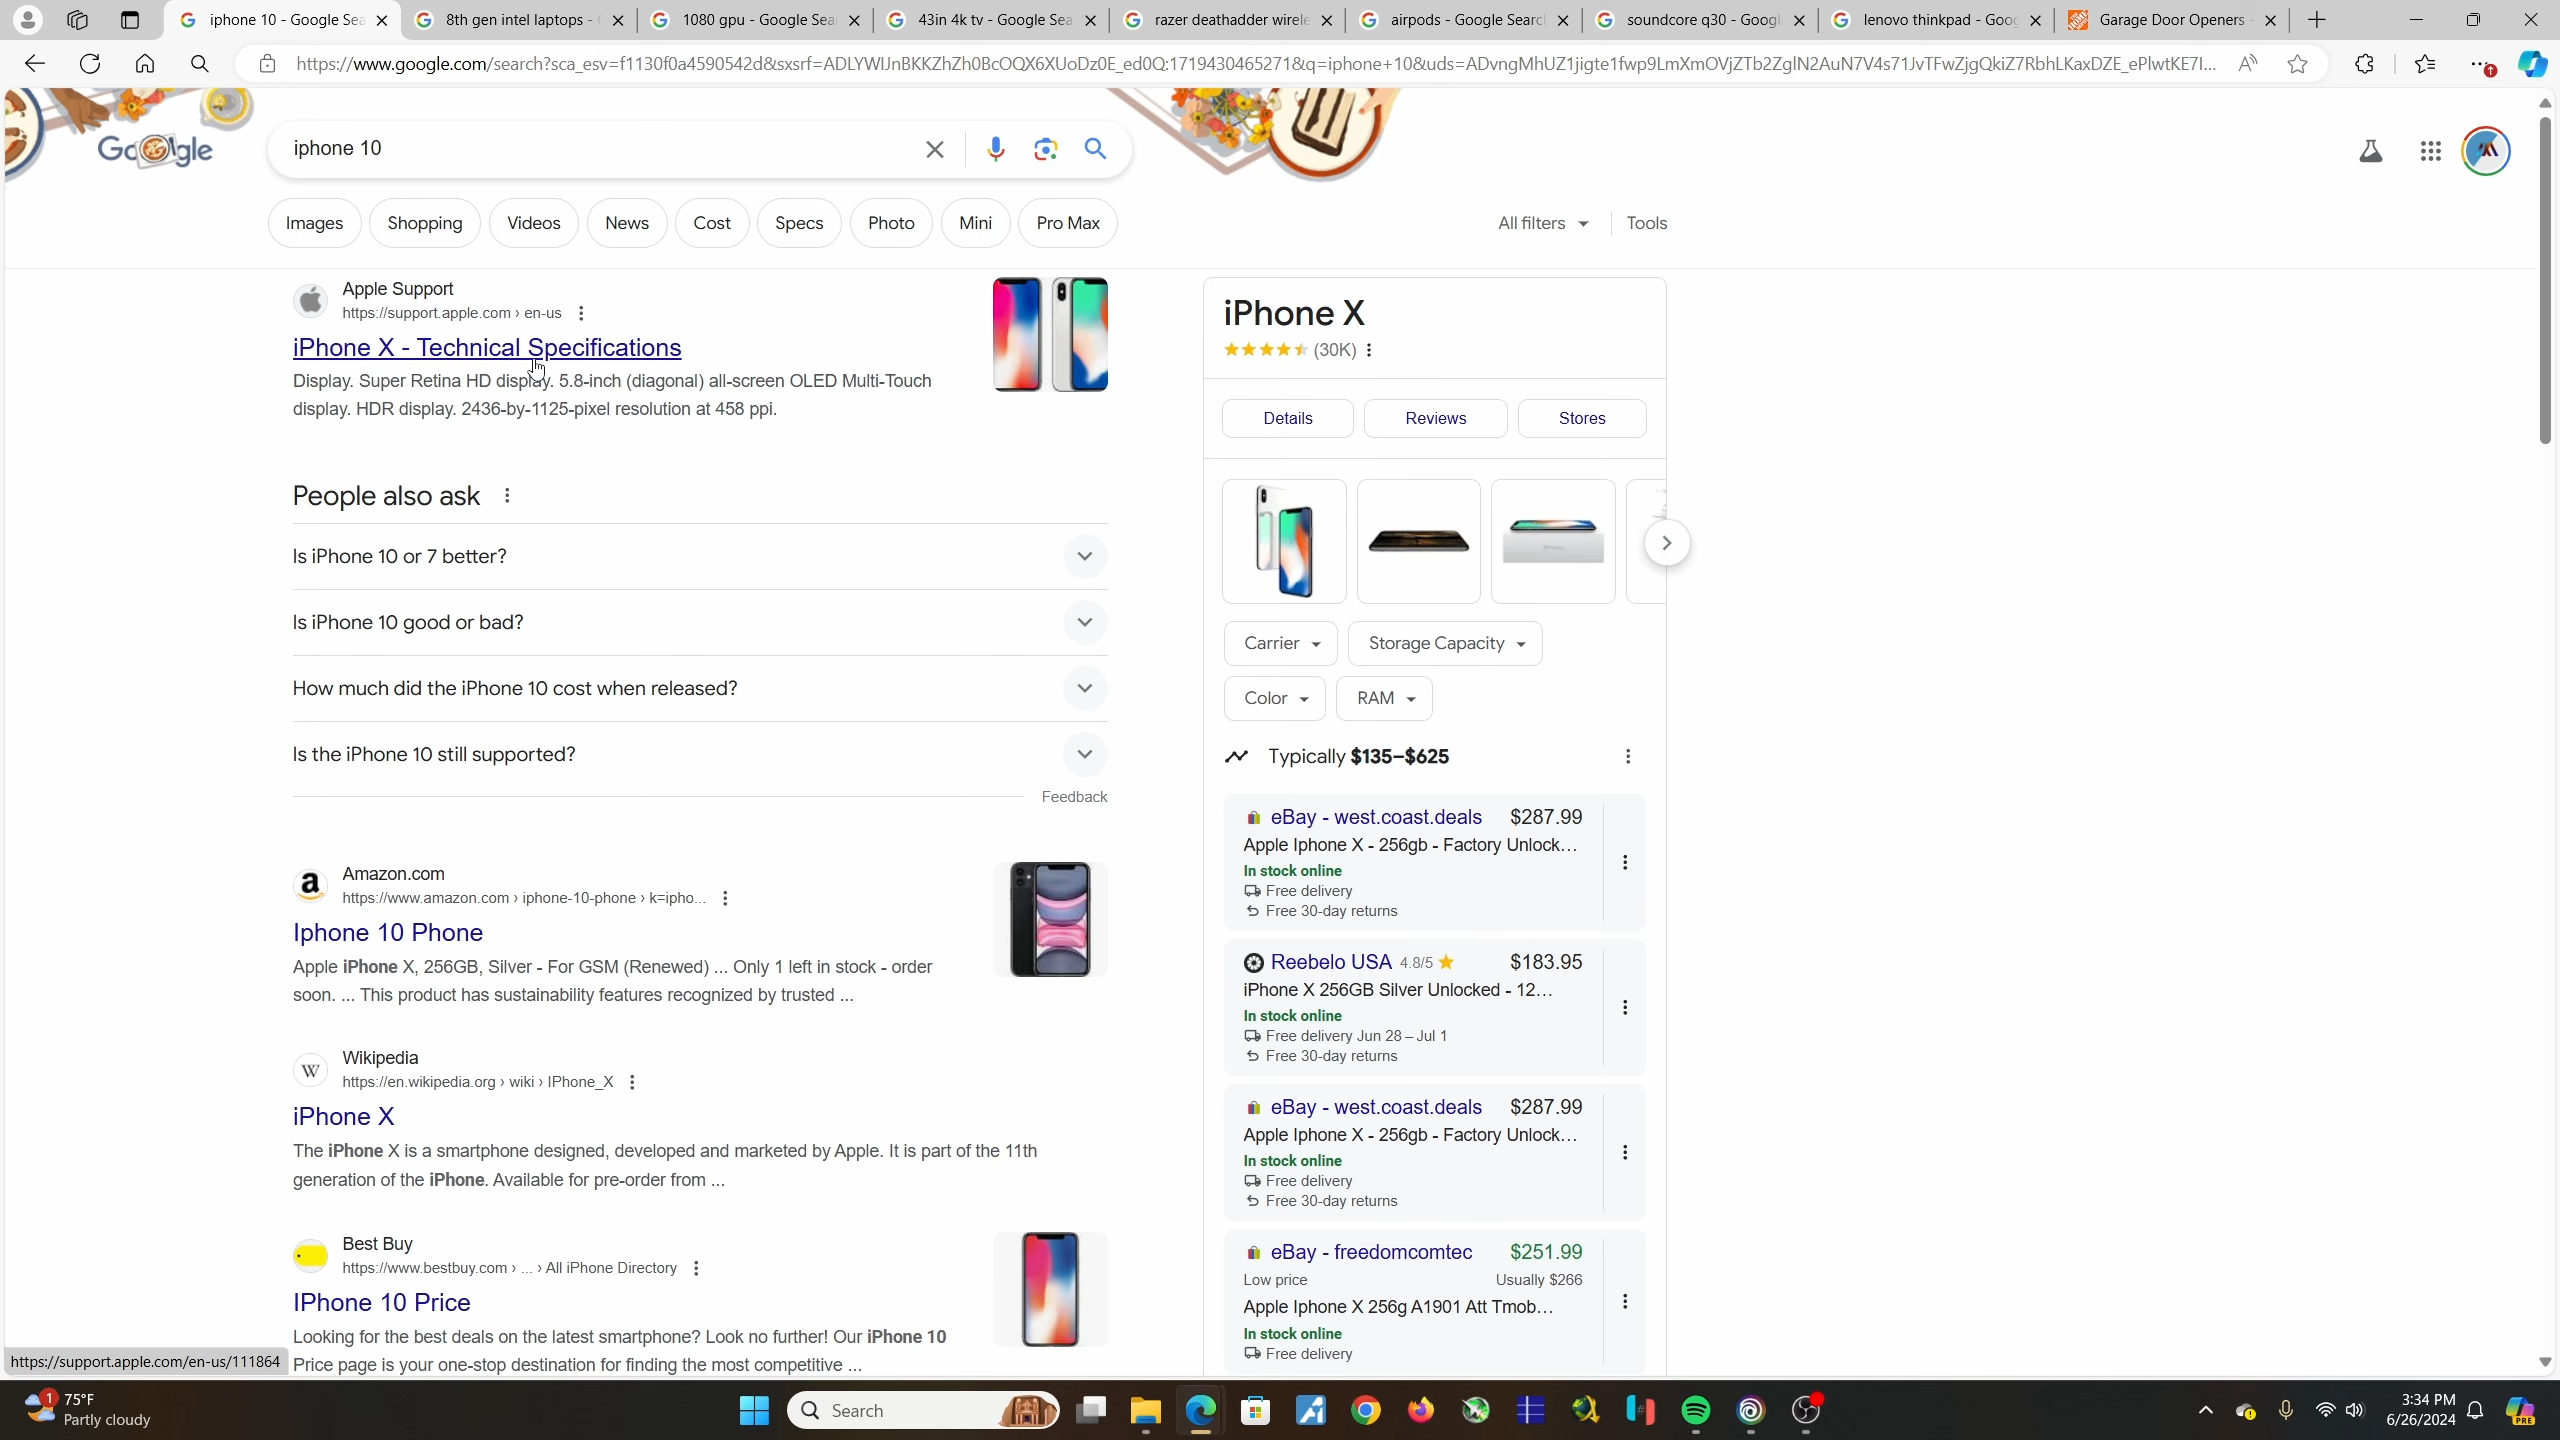 iphone 10 - Google Sea
8th gen intel laptops - G
1080 gpu - Google Sear
43in 4k tv - Google Sea
razer deathadder wirele
airpods - Google Search
soundcore q30 - Googl
lenovo thinkpad - Goog
Garage Door Openers -
https://www.google.com/search?sca_esv=f1130f0a4590542d&sxsrf=ADLYWIJnBKKZhZh0BcOQX6XUoDz0E_ed0Q:1719430465271&q=iphone+10&uds=ADvngMhUZ1jigte1fwp9LmXmOVjZTb2ZglN2AuN7V4s71JvTFwZjgQkiZ7RbhLKaxDZE_ePlwtKE7I...
Google
iphone 10
Images
Shopping
Videos
News
Cost
Specs
Photo
Mini
Pro Max
All filters
Tools
Apple Support
https://support.apple.com › en-us
iPhone X - Technical Specifications
Display. Super Retina HD display. 5.8-inch (diagonal) all-screen OLED Multi-Touch
display. HDR display. 2436-by-1125-pixel resolution at 458 ppi.
People also ask
Is iPhone 10 or 7 better?
Is iPhone 10 good or bad?
How much did the iPhone 10 cost when released?
Is the iPhone 10 still supported?
Feedback
Amazon.com
https://www.amazon.com › iphone-10-phone › k=ipho...
Iphone 10 Phone
Apple iPhone X, 256GB, Silver - For GSM (Renewed) ... Only 1 left in stock - order
soon. ... This product has sustainability features recognized by trusted ...
Wikipedia
https://en.wikipedia.org › wiki › IPhone_X
iPhone X
The iPhone X is a smartphone designed, developed and marketed by Apple. It is part of the 11th
generation of the iPhone. Available for pre-order from ...
Best Buy
https://www.bestbuy.com › ... › All iPhone Directory
IPhone 10 Price
Looking for the best deals on the latest smartphone? Look no further! Our iPhone 10
Price page is your one-stop destination for finding the most competitive ...
https://support.apple.com/en-us/111864
iPhone X
(30K)
Details
Reviews
Stores
Carrier
Storage Capacity
Color
RAM
Typically $135–$625
eBay - west.coast.deals $287.99
Apple Iphone X - 256gb - Factory Unlock...
In stock online
Free delivery
Free 30-day returns
Reebelo USA 4.8/5 $183.95
iPhone X 256GB Silver Unlocked - 12...
In stock online
Free delivery Jun 28 – Jul 1
Free 30-day returns
eBay - west.coast.deals $287.99
Apple Iphone X - 256gb - Factory Unlock...
In stock online
Free delivery
Free 30-day returns
eBay - freedomcomtec $251.99
Low price Usually $266
Apple Iphone X 256g A1901 Att Tmob...
In stock online
Free delivery
1
75°F
Partly cloudy
Search
3:34 PM
6/26/2024
PRE